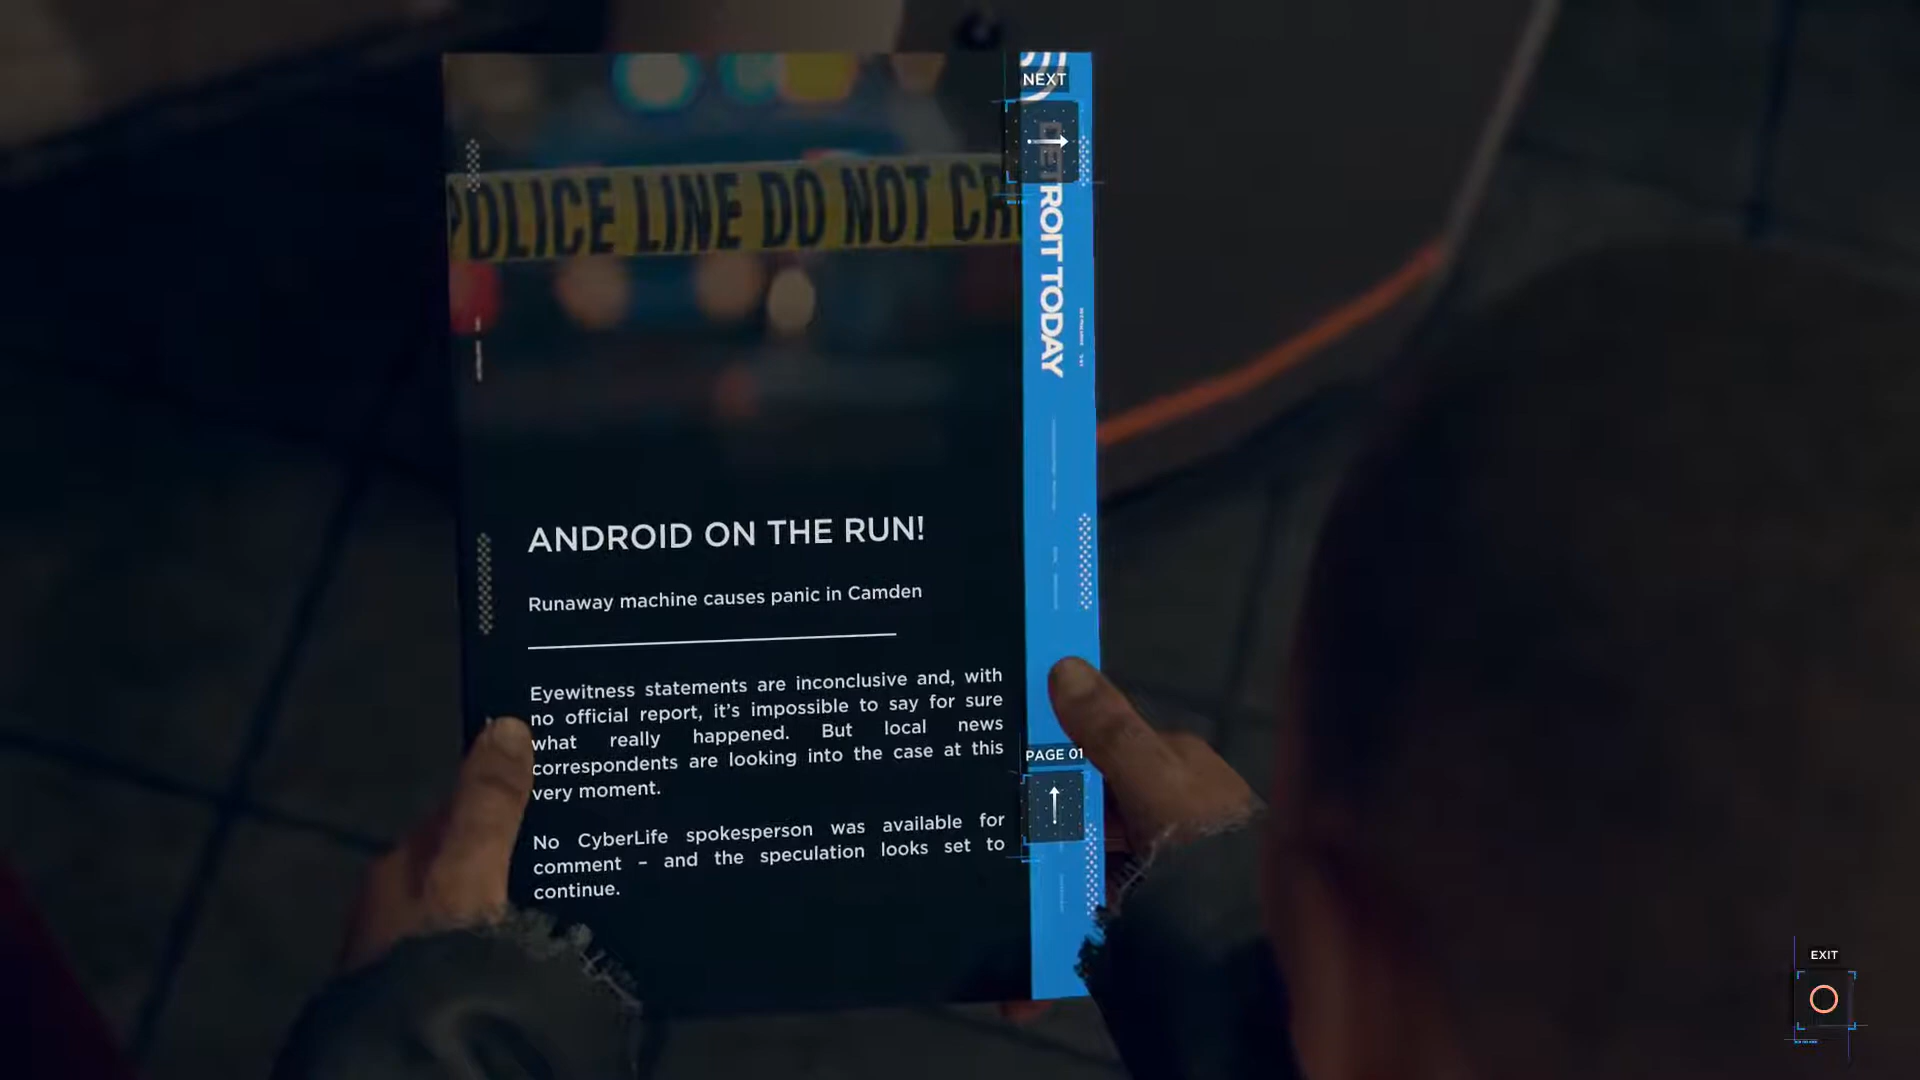 NEXT
POLICE LINE DO NOT CR
DETROIT TODAY
ANDROID ON THE RUN!
Runaway machine causes panic in Camden
Eyewitness statements are inconclusive and, with
no official report, it's impossible to say for sure
what really happened. But local news
correspondents are looking into the case at this
very moment.
No CyberLife spokesperson was available for
comment – and the speculation looks set to
continue.
PAGE 01
EXIT